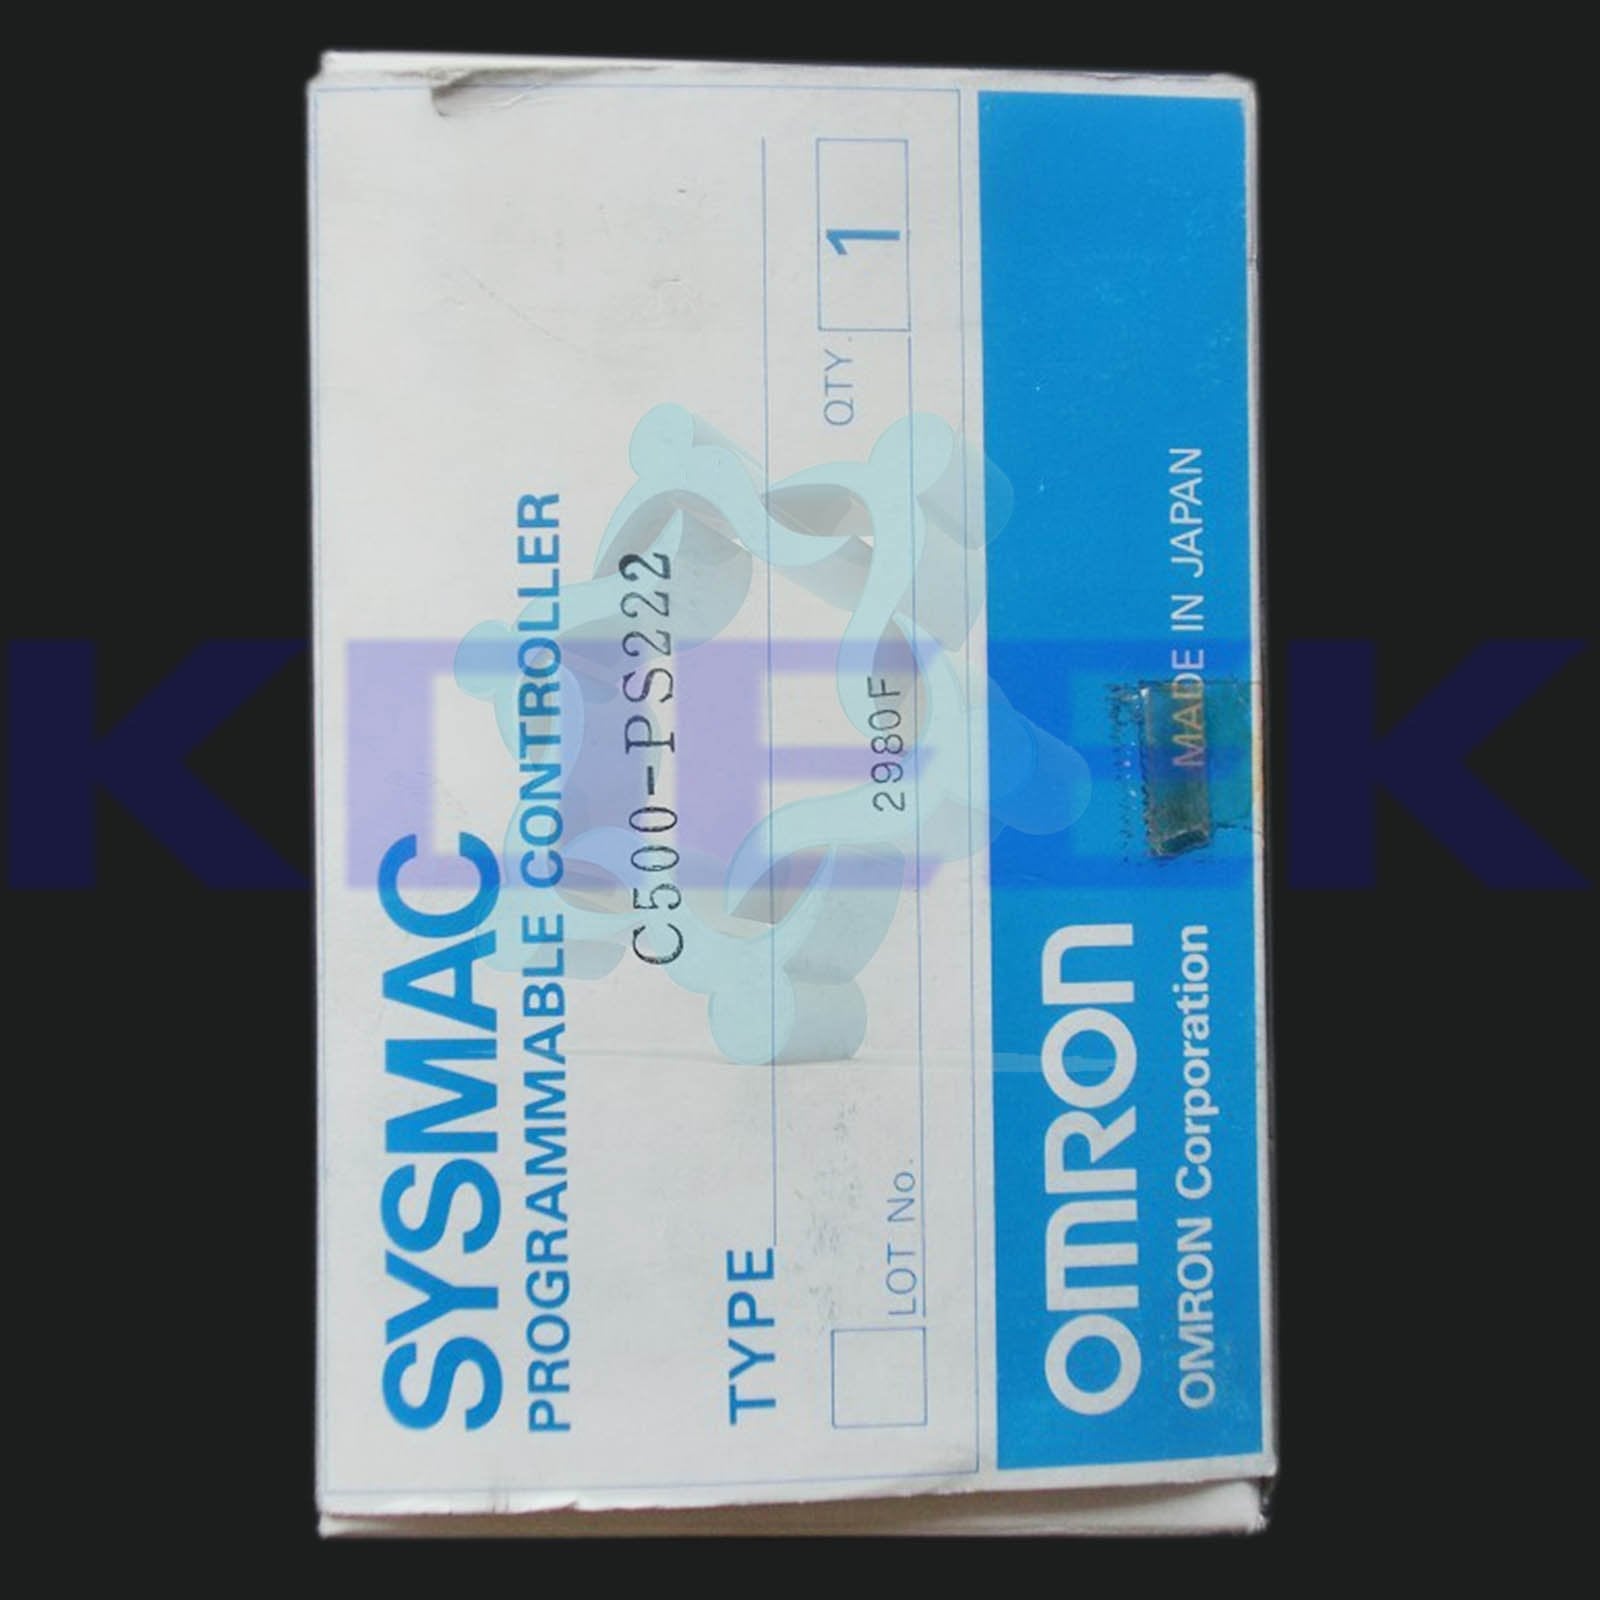 SYSMAC
PROGRAMMABLE CONTROLLER
C500-PS222
TYPE
QTY. 1
LOT No. 2980F
OMRON
OMRON Corporation MADE IN JAPAN